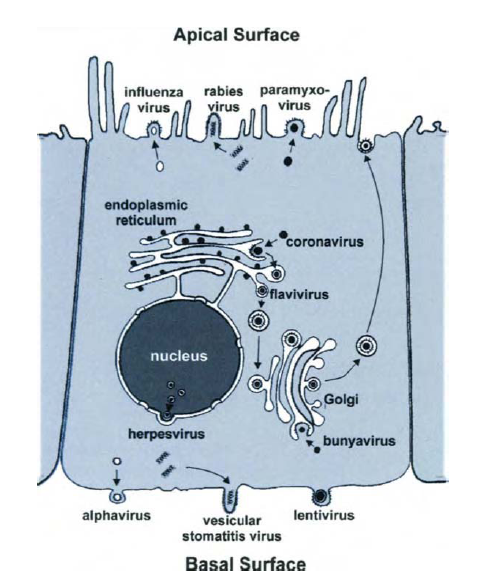 Apical Surface
influenza
virus
rabies
virus
paramyxo-
virus
endoplasmic
reticulum
coronavirus
flavivirus
nucleus
Golgi
herpesvirus
bunyavirus
alphavirus
vesicular
stomatitis virus
lentivirus
Basal Surface